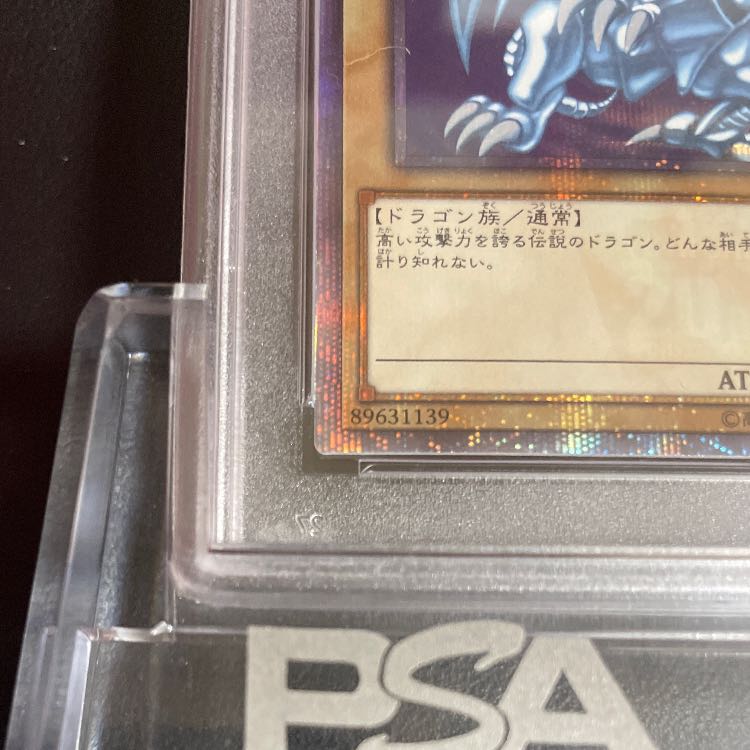 【ドラゴン族／通常】
高い攻撃力を誇る伝説のドラゴン。どんな相手
計り知れない。
AT
89631139
©高
PSA